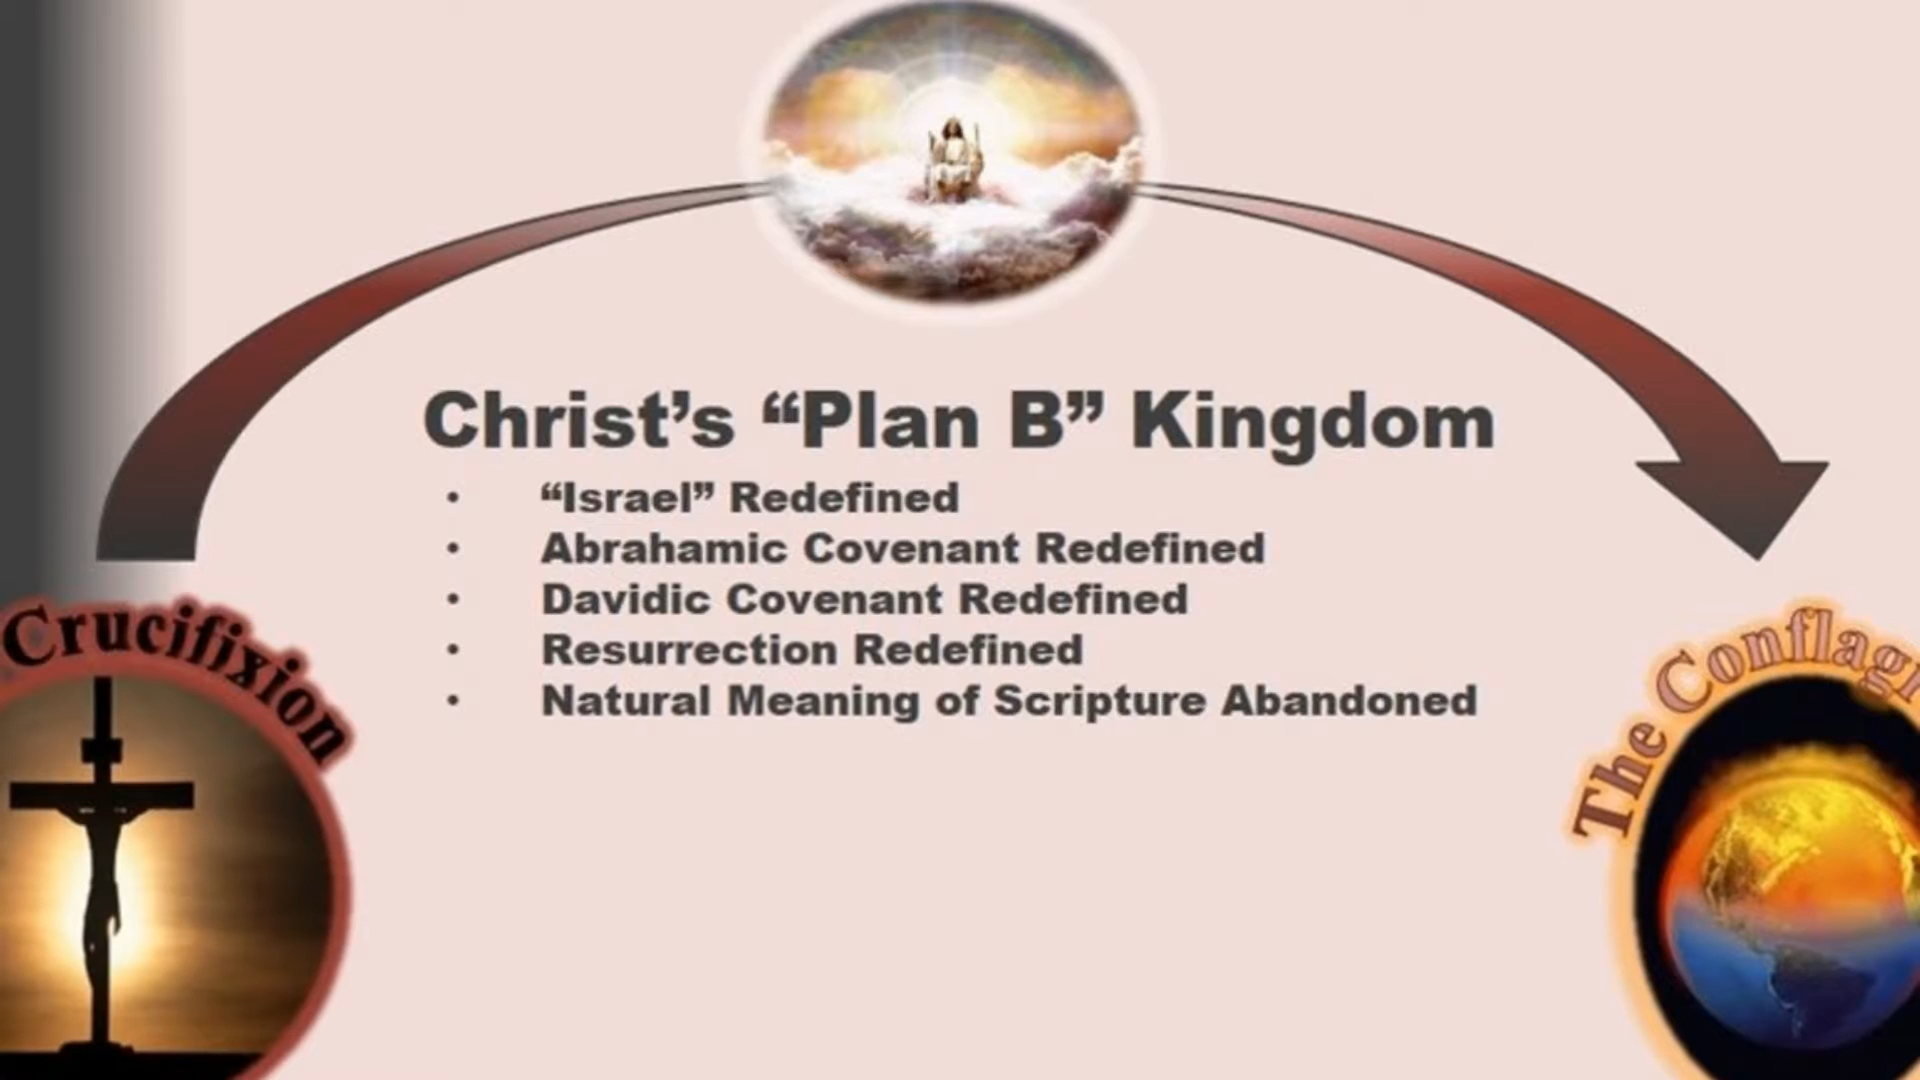 Christ's “Plan B” Kingdom
• “Israel” Redefined
• Abrahamic Covenant Redefined
• Davidic Covenant Redefined
• Resurrection Redefined
• Natural Meaning of Scripture Abandoned
Crucifixion
The